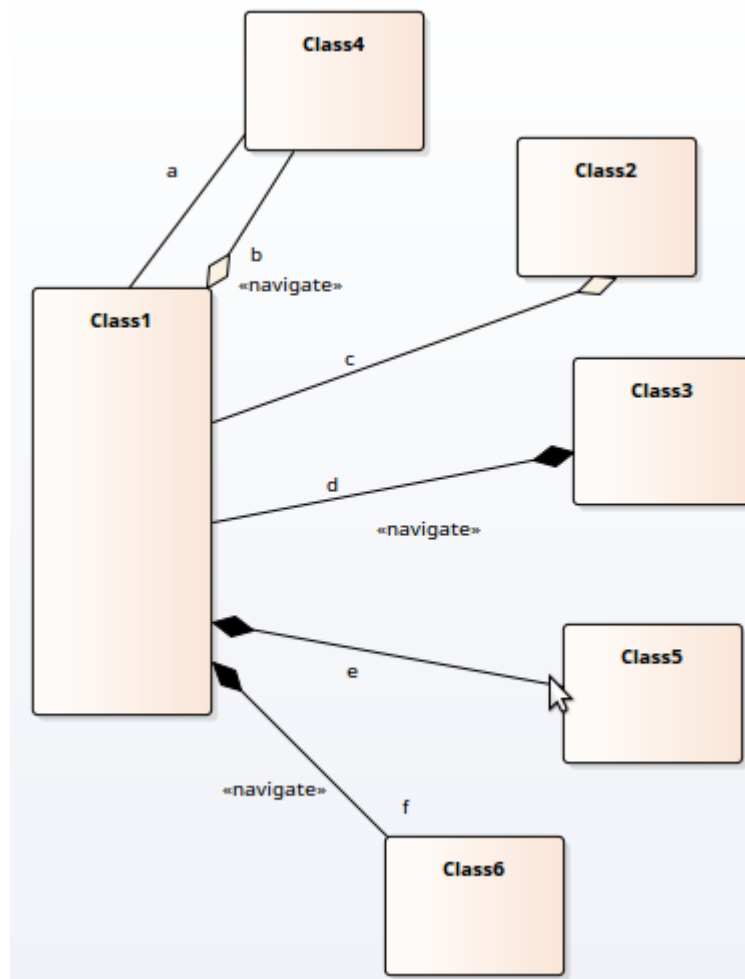 Class4
a
Class2
b
«navigate»
Class1
c
Class3
d
«navigate»
Class5
e
«navigate»
f
Class6